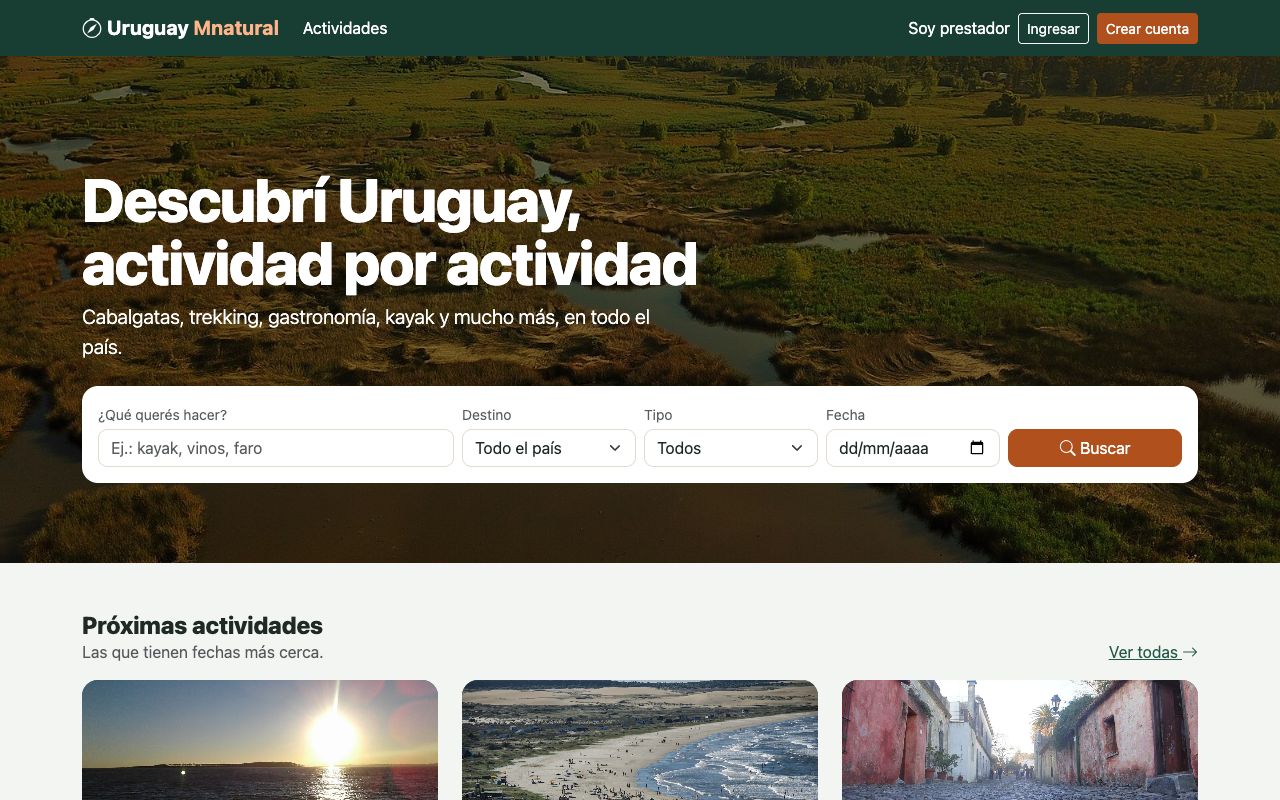 Uruguay Mnatural
Actividades
Soy prestador
Ingresar
Crear cuenta
Descubrí Uruguay,
actividad por actividad
Cabalgatas, trekking, gastronomía, kayak y mucho más, en todo el
país.
¿Qué querés hacer?
Destino
Tipo
Fecha
Ej.: kayak, vinos, faro
Todo el país
Todos
dd/mm/aaaa
Buscar
Próximas actividades
Las que tienen fechas más cerca.
Ver todas →